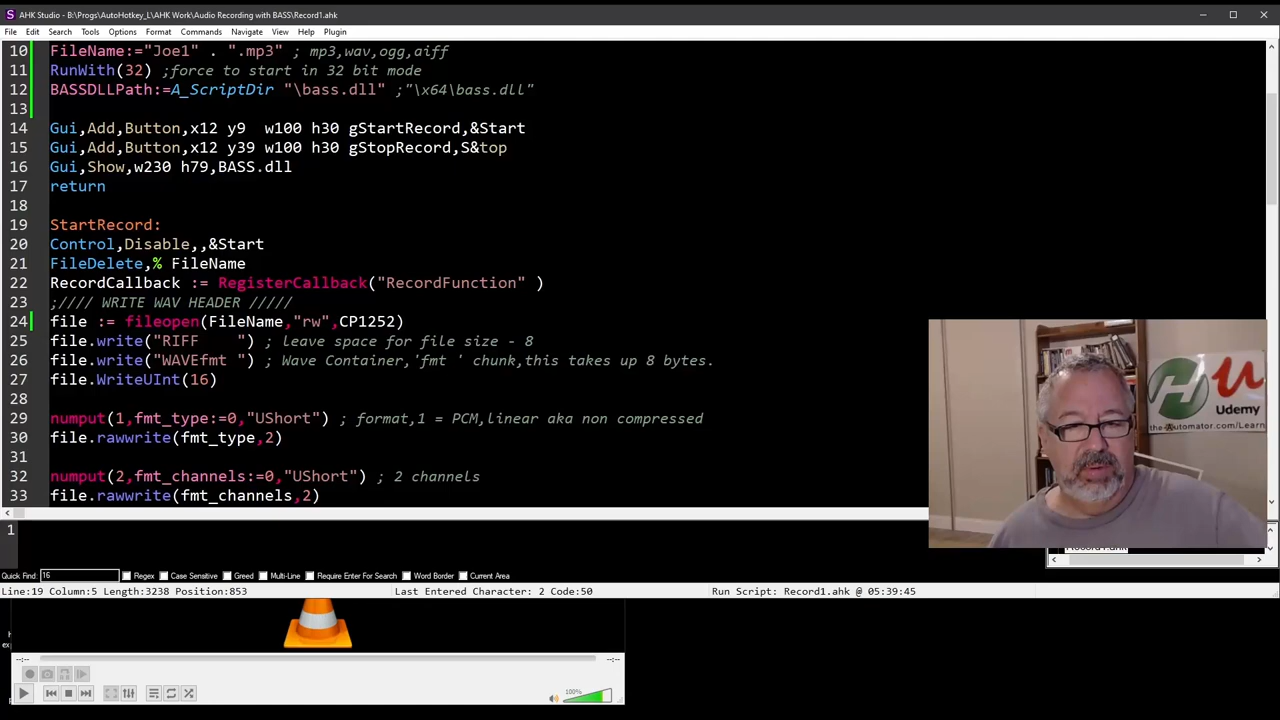 AHK Studio - B:\Progs\AutoHotkey_L\AHK Work\Audio Recording with BASS\Record1.ahk
File Edit Search Tools Options Format Commands Navigation View Help Plugin
10 FileName:="Joe1" . ".mp3" ; mp3,wav,ogg,aiff
11 RunWith(32) ;force to start in 32 bit mode
12 BASSDLLPath:=A_ScriptDir "\bass.dll" ;"\x64\bass.dll"
13
14 Gui,Add,Button,x12 y9  w100 h30 gStartRecord,&Start
15 Gui,Add,Button,x12 y39 w100 h30 gStopRecord,S&top
16 Gui,Show,w230 h79,BASS.dll
17 return
18
19 StartRecord:
20 Control,Disable,,&Start
21 FileDelete,% FileName
22 RecordCallback := RegisterCallback("RecordFunction" )
23 ;//// WRITE WAV HEADER /////
24 file := fileopen(FileName,"rw",CP1252)
25 file.write("RIFF    ") ; leave space for file size - 8
26 file.write("WAVEfmt ") ; Wave Container,'fmt ' chunk,this takes up 8 bytes.
27 file.WriteUInt(16)
28
29 numput(1,fmt_type:=0,"UShort") ; format,1 = PCM,linear aka non compressed
30 file.rawwrite(fmt_type,2)
31
32 numput(2,fmt_channels:=0,"UShort") ; 2 channels
33 file.rawwrite(fmt_channels,2)
Udemy
the-Automator.com/Learn
1
Record1.ahk
Quick Find: 16 Regex Case Sensitive Greed Multi-Line Require Enter For Search Word Border Current Area
Line:19 Column:5 Length:3238 Position:853 Last Entered Character: 2 Code:50 Run Script: Record1.ahk @ 05:39:45
--:-- --:--
100%